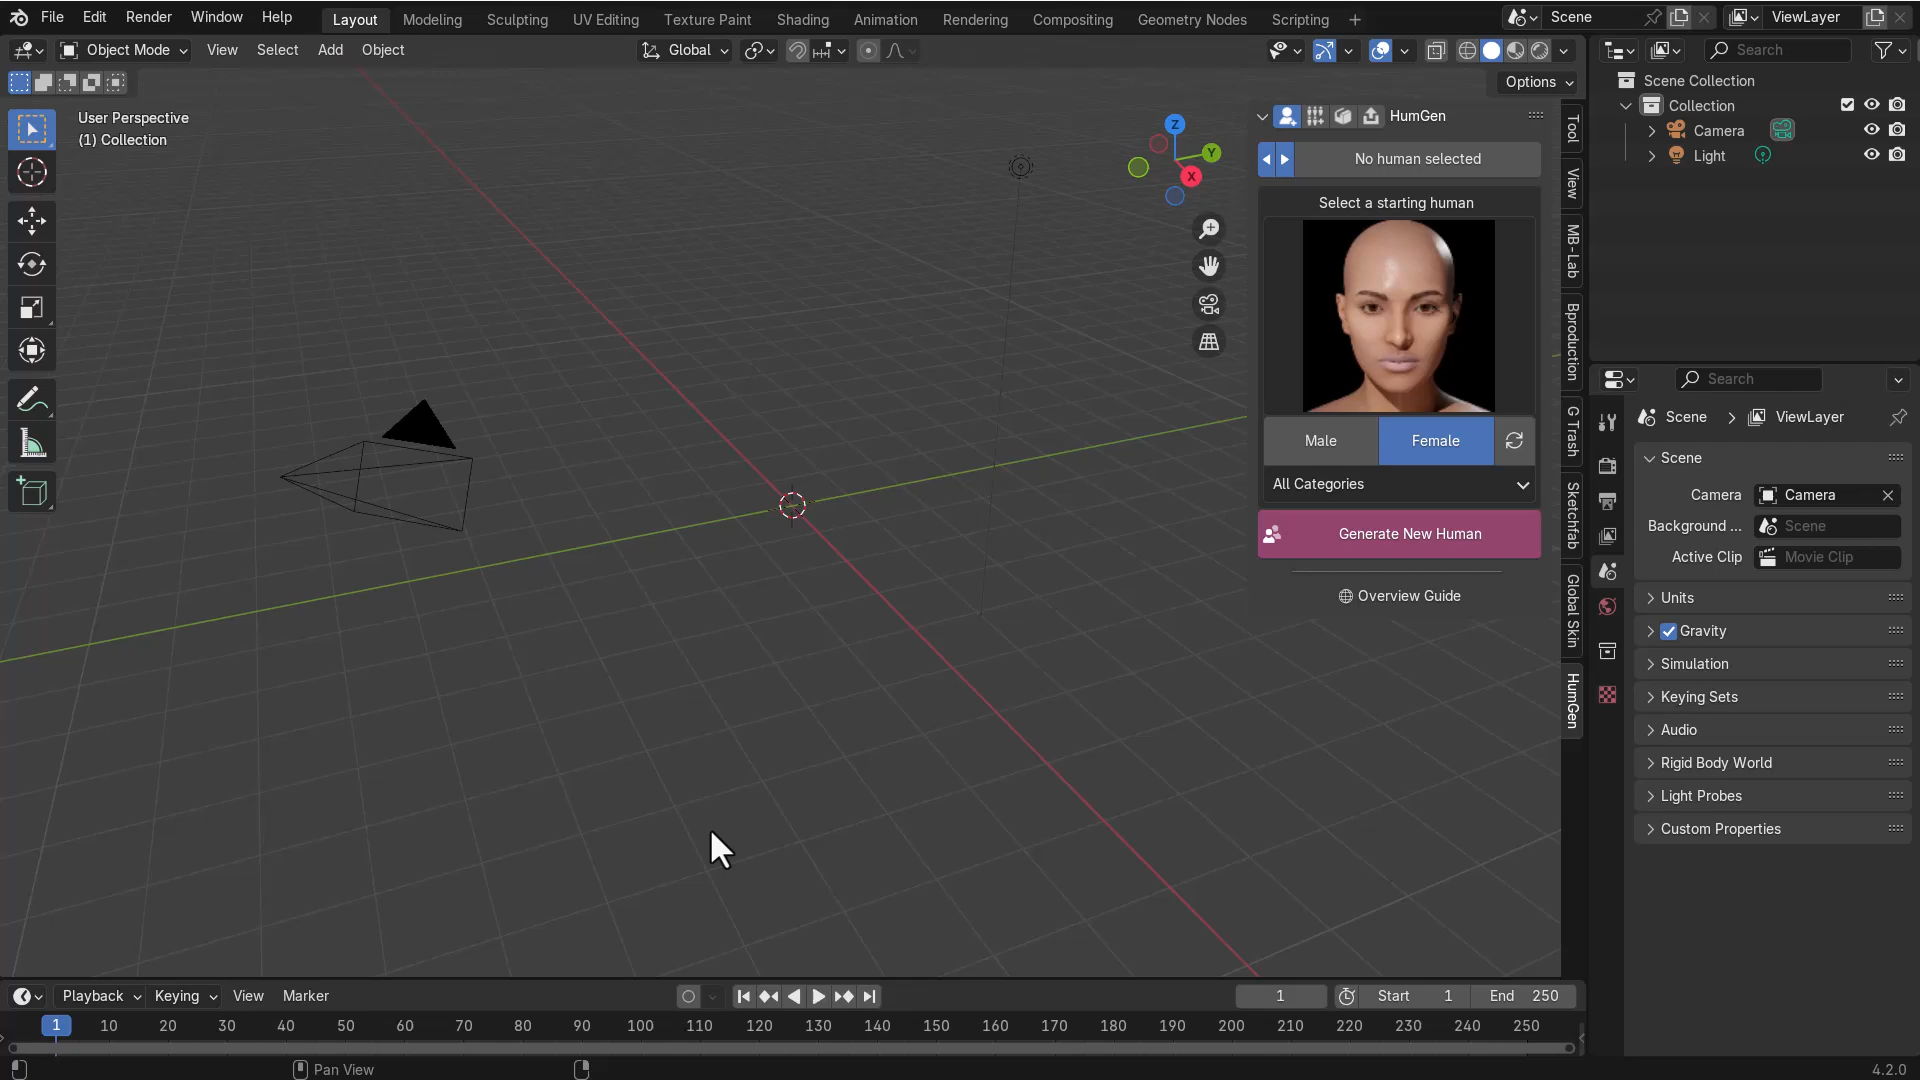 File Edit Render Window Help Layout Modeling Sculpting UV Editing Texture Paint Shading Animation Rendering Compositing Geometry Nodes Scripting + Scene ViewLayer
Object Mode View Select Add Object Global Search
Options
User Perspective
(1) Collection
Z
Y
X
HumGen
No human selected
Select a starting human
Male Female
All Categories
Generate New Human
Overview Guide
Tool
View
MB-Lab
Bproduction
G Trash
Sketchfab
Global Skin
HumGen
Scene Collection
Collection
Camera
Light
Search
Scene > ViewLayer
Scene
Camera Camera
Background ... Scene
Active Clip Movie Clip
Units
Gravity
Simulation
Keying Sets
Audio
Rigid Body World
Light Probes
Custom Properties
Playback Keying View Marker 1 Start 1 End 250
1 10 20 30 40 50 60 70 80 90 100 110 120 130 140 150 160 170 180 190 200 210 220 230 240 250
Pan View 4.2.0